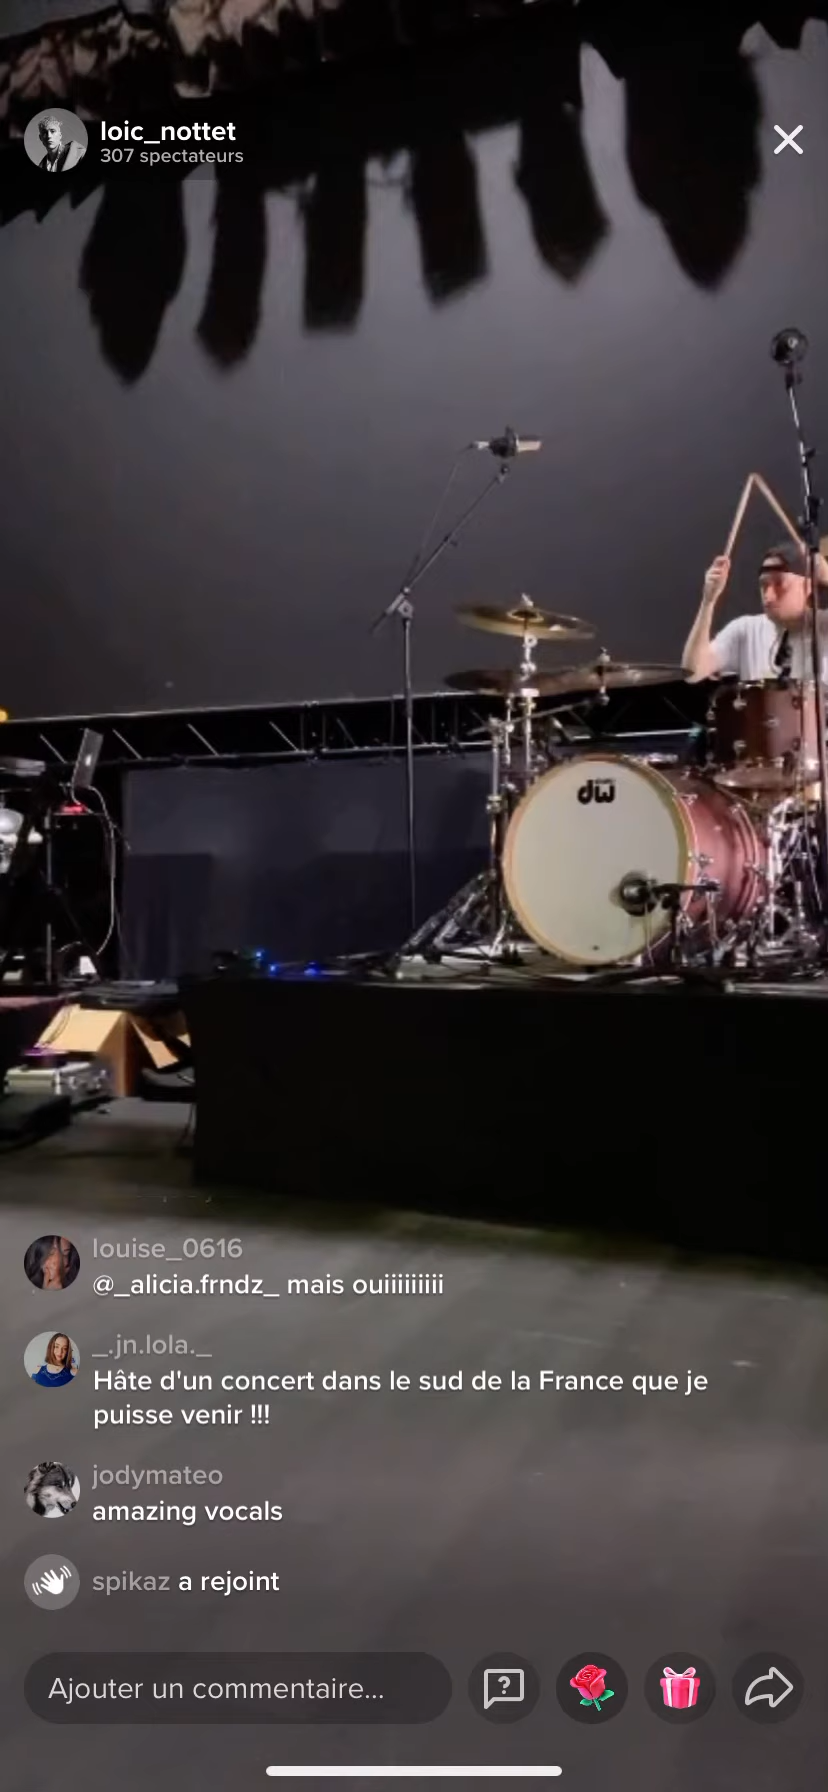 loic_nottet
307 spectateurs
dw
louise_0616
@_alicia.frndz_ mais ouiiiiiiiii
_.jn.lola._
Hâte d'un concert dans le sud de la France que je
puisse venir !!!
jodymateo
amazing vocals
spikaz a rejoint
Ajouter un commentaire...